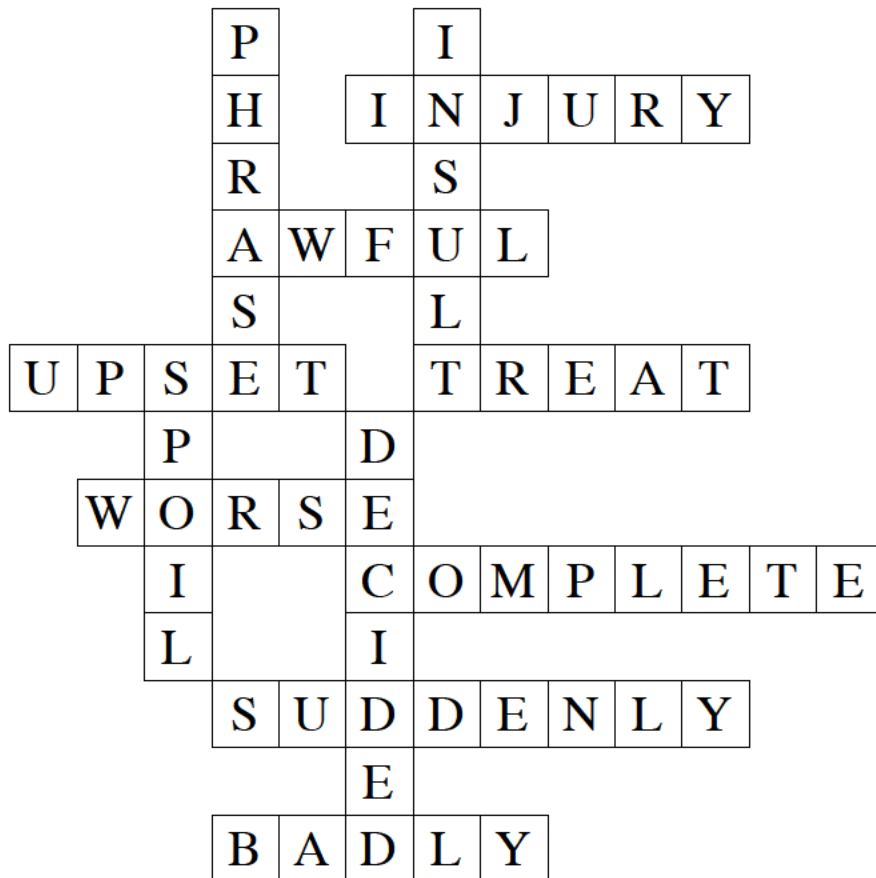 P I
H I N J U R Y
R S
A W F U L
S L
U P S E T T R E A T
P D
W O R S E
I C O M P L E T E
L I
S U D D E N L Y
E
B A D L Y